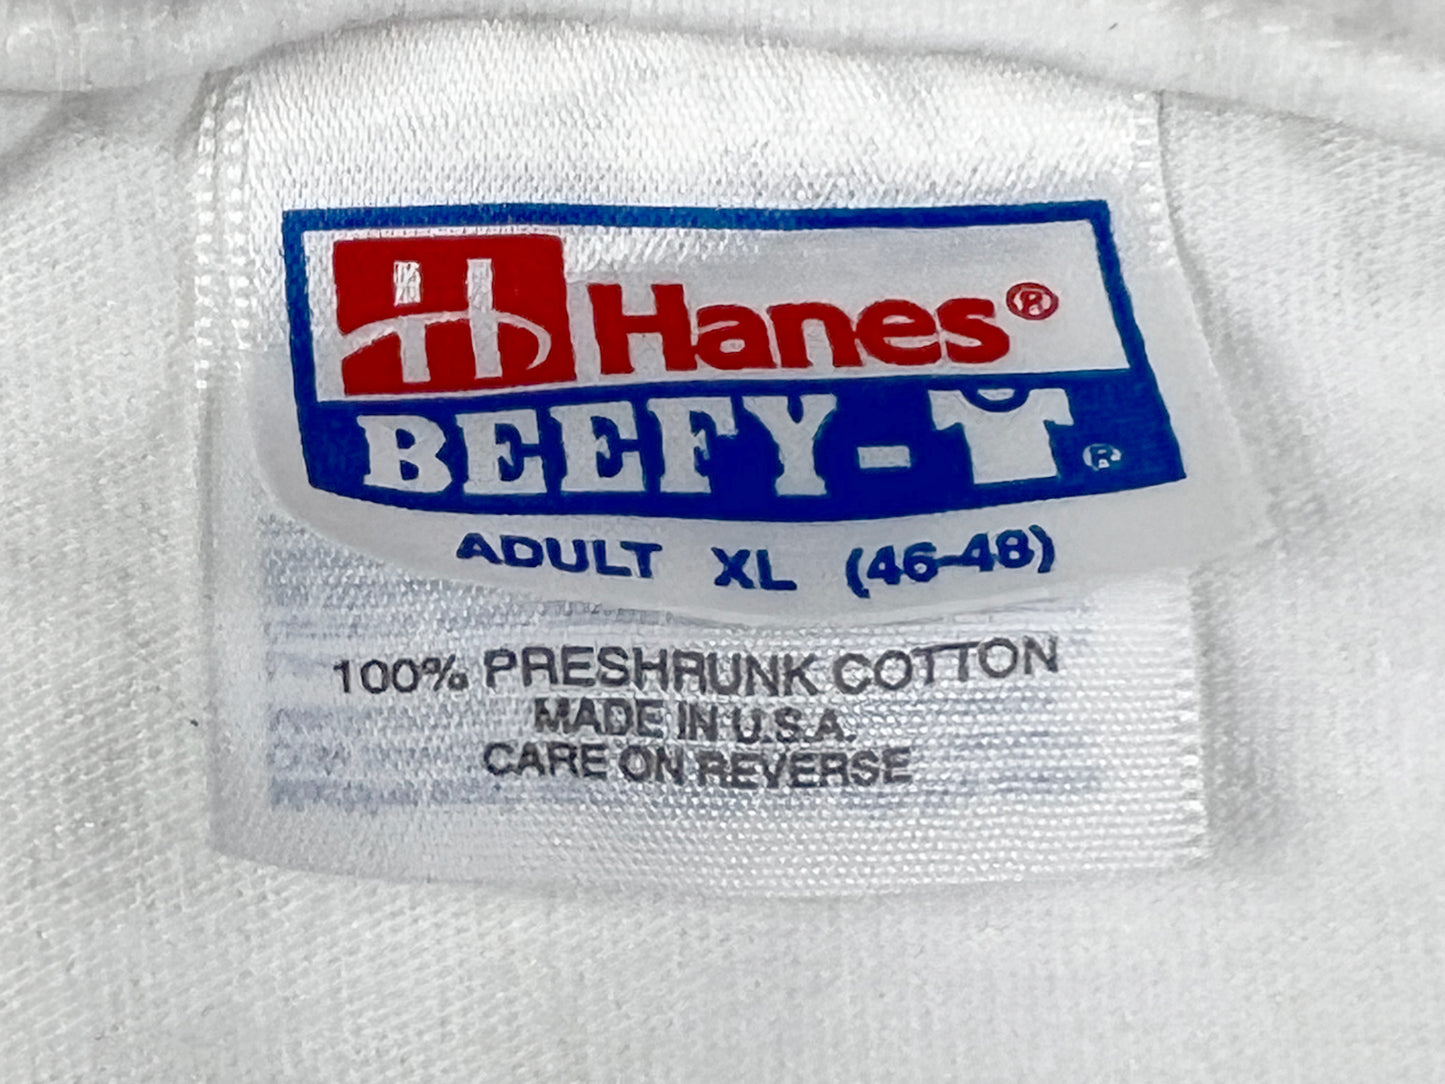 Hanes®
BEEFY-T®
ADULT XL (46-48)
100% PRESHRUNK COTTON
MADE IN U.S.A.
CARE ON REVERSE